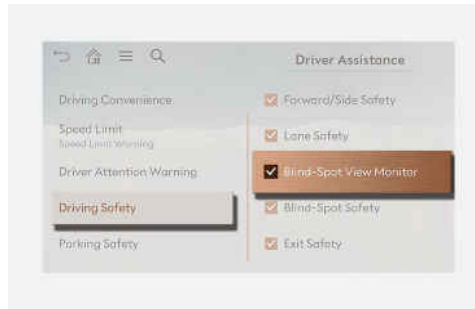 Driver Assistance
Driving Convenience
Speed Limit
Speed Limit Warning
Driver Attention Warning
Driving Safety
Parking Safety
Forward/Side Safety
Lane Safety
Blind-Spot View Monitor
Blind-Spot Safety
Exit Safety